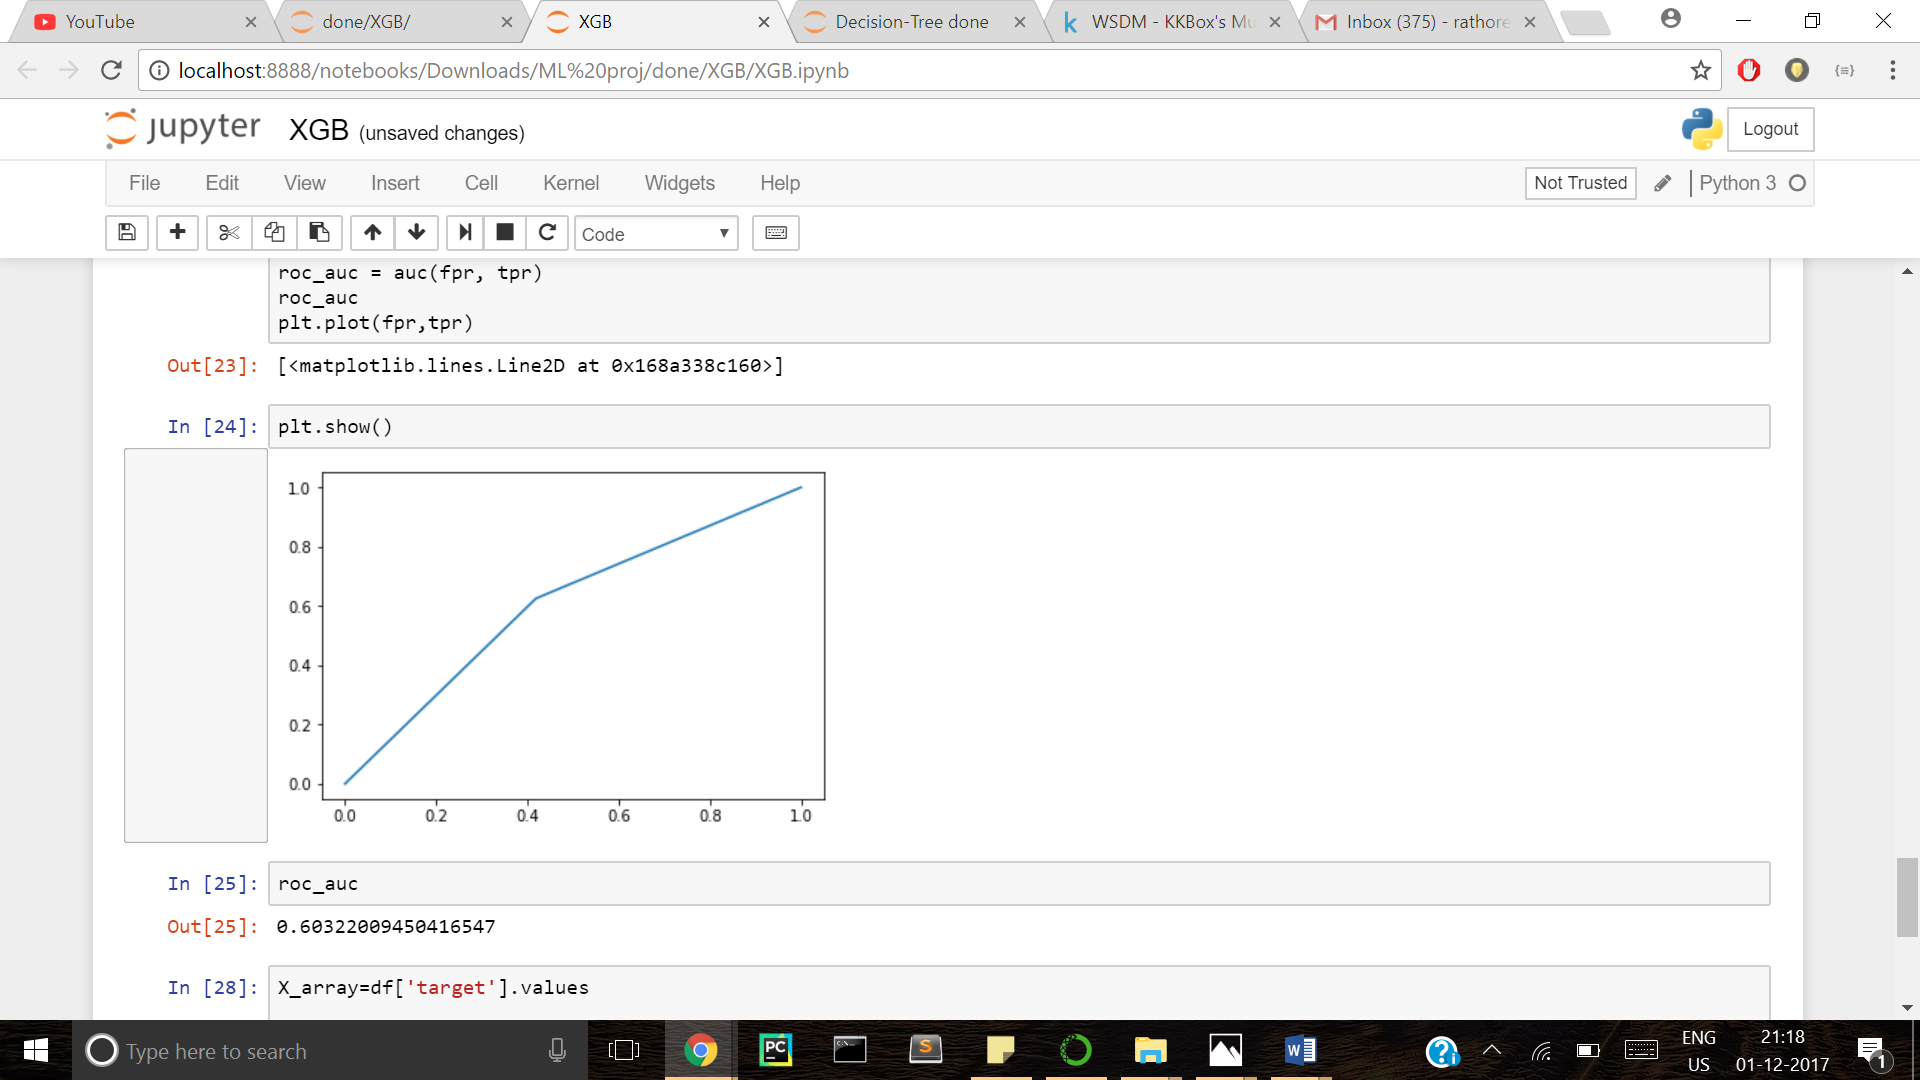 YouTube
done/XGB/
XGB
Decision-Tree done
WSDM - KKBox's Mu
Inbox (375) - rathore
localhost:8888/notebooks/Downloads/ML%20proj/done/XGB/XGB.ipynb
jupyter XGB (unsaved changes)
Logout
File Edit View Insert Cell Kernel Widgets Help
Not Trusted
Python 3
Code
roc_auc = auc(fpr, tpr)
roc_auc
plt.plot(fpr,tpr)
Out[23]: [<matplotlib.lines.Line2D at 0x168a338c160>]
In [24]: plt.show()
1.0
0.8
0.6
0.4
0.2
0.0
0.0 0.2 0.4 0.6 0.8 1.0
In [25]: roc_auc
Out[25]: 0.60322009450416547
In [28]: X_array=df['target'].values
Type here to search
PC
S
W
ENG
US
21:18
01-12-2017
1